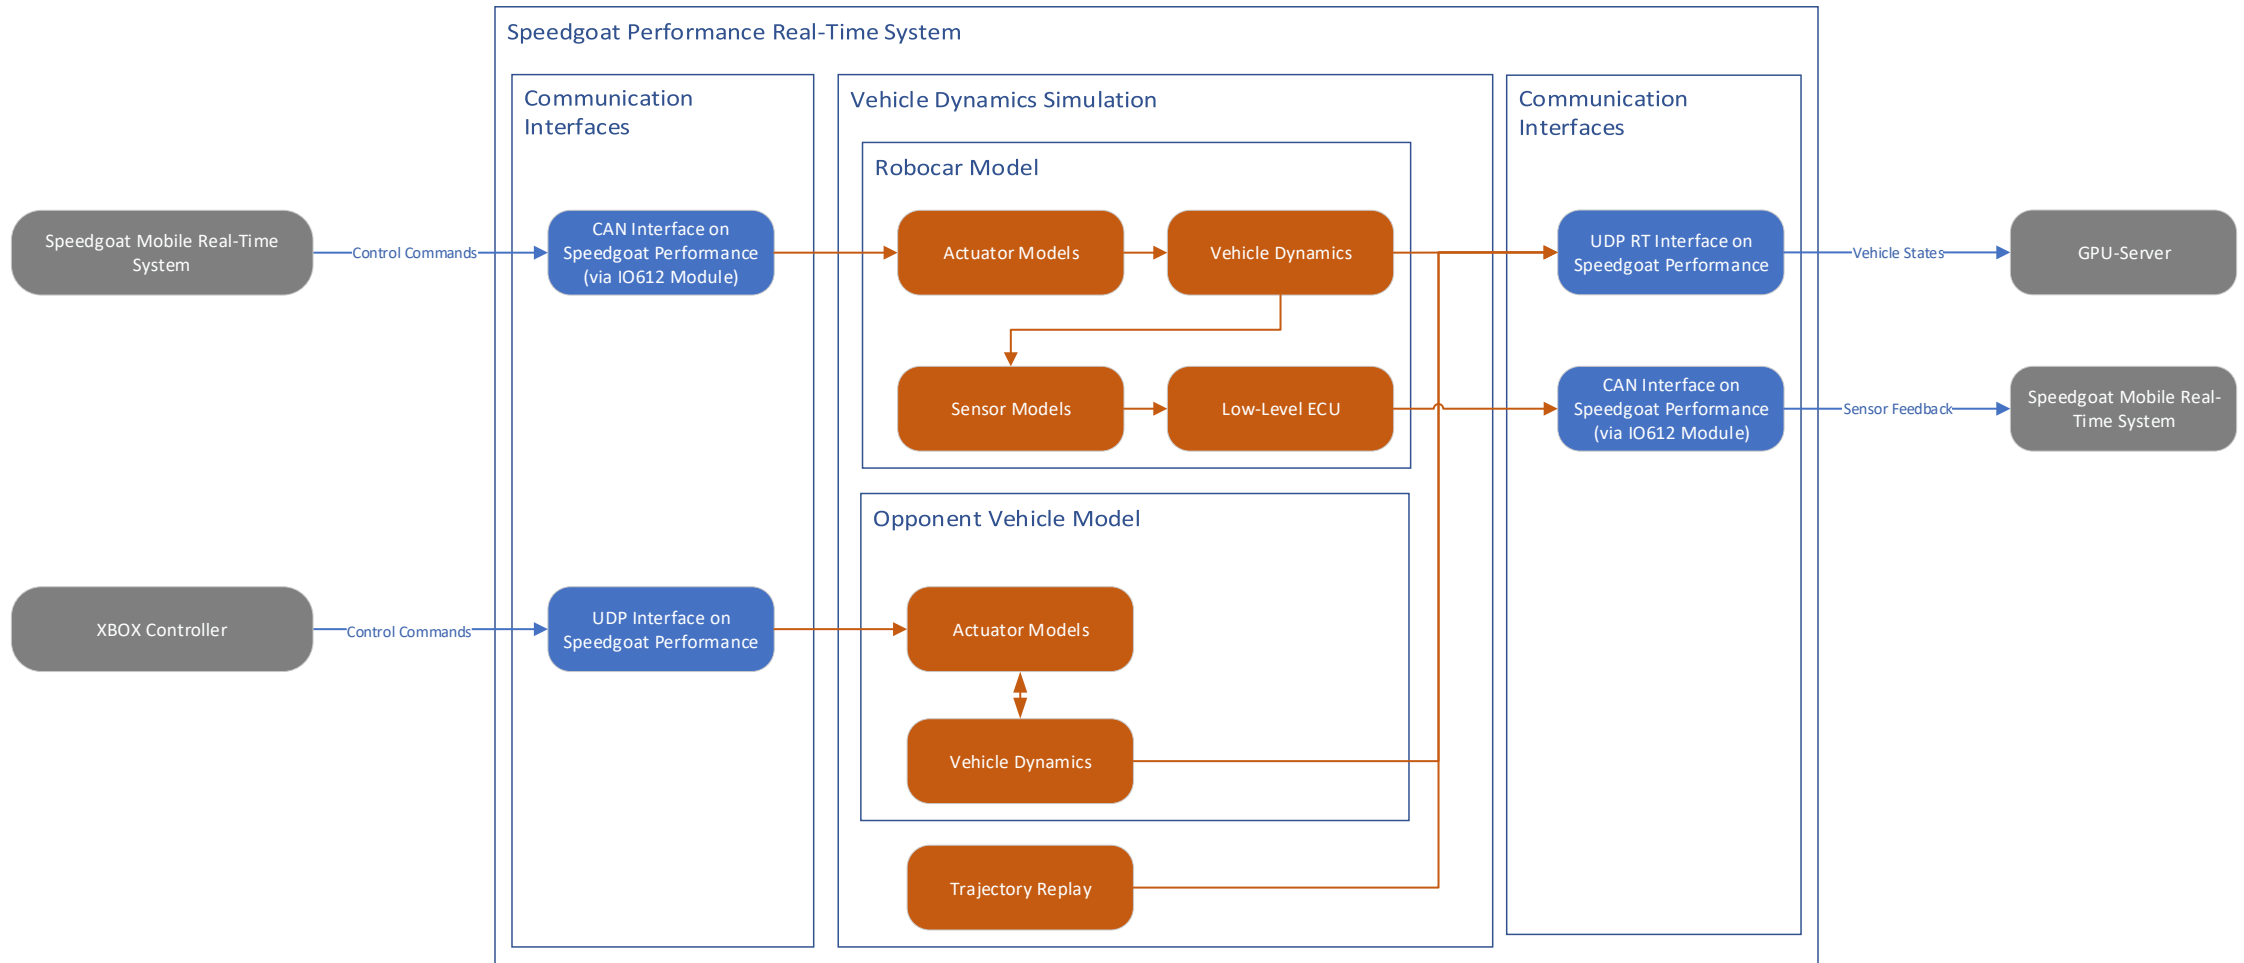 Speedgoat Performance Real-Time System
Communication
Interfaces
Vehicle Dynamics Simulation
Communication
Interfaces
Robocar Model
Speedgoat Mobile Real-Time
System
Control Commands
CAN Interface on
Speedgoat Performance
(via IO612 Module)
Actuator Models
Vehicle Dynamics
UDP RT Interface on
Speedgoat Performance
Vehicle States
GPU-Server
Sensor Models
Low-Level ECU
CAN Interface on
Speedgoat Performance
(via IO612 Module)
Sensor Feedback
Speedgoat Mobile Real-
Time System
Opponent Vehicle Model
XBOX Controller
Control Commands
UDP Interface on
Speedgoat Performance
Actuator Models
Vehicle Dynamics
Trajectory Replay